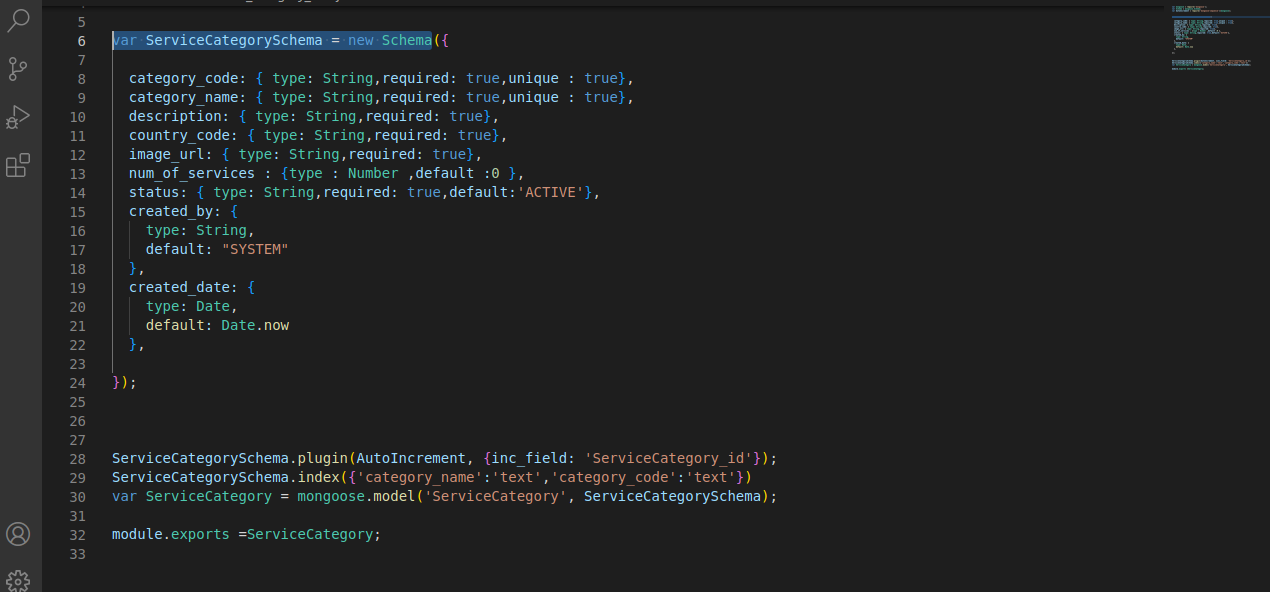 5
6 var ServiceCategorySchema = new Schema({
7
8 category_code: { type: String,required: true,unique : true},
9 category_name: { type: String,required: true,unique : true},
10 description: { type: String,required: true},
11 country_code: { type: String,required: true},
12 image_url: { type: String,required: true},
13 num_of_services : {type : Number ,default :0 },
14 status: { type: String,required: true,default:'ACTIVE'},
15 created_by: {
16 type: String,
17 default: "SYSTEM"
18 },
19 created_date: {
20 type: Date,
21 default: Date.now
22 },
23
24 });
25
26
27
28 ServiceCategorySchema.plugin(AutoIncrement, {inc_field: 'ServiceCategory_id'});
29 ServiceCategorySchema.index({'category_name':'text','category_code':'text'})
30 var ServiceCategory = mongoose.model('ServiceCategory', ServiceCategorySchema);
31
32 module.exports =ServiceCategory;
33